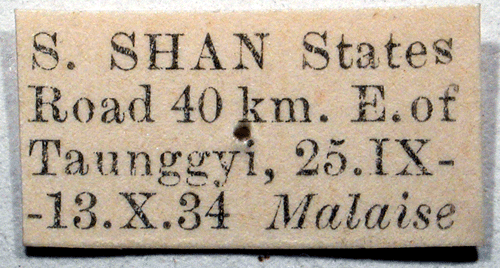 S. SHAN States
Road 40 km. E. of
Taunggyi, 25.IX-
-13.X.34 Malaise